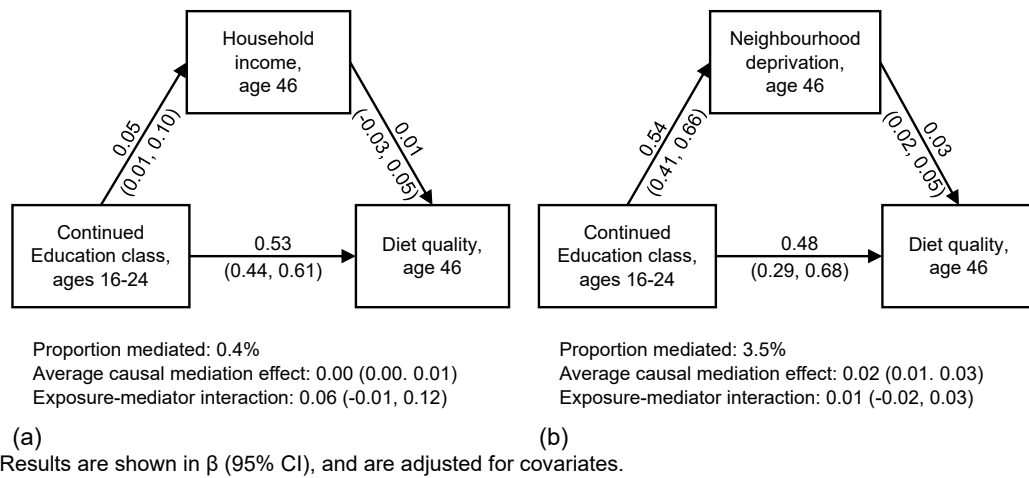 Household
income,
age 46
0.05
(0.01, 0.10)
0.01
(-0.03, 0.05)
Continued
Education class,
ages 16-24
0.53
(0.44, 0.61)
Diet quality,
age 46
Proportion mediated: 0.4%
Average causal mediation effect: 0.00 (0.00. 0.01)
Exposure-mediator interaction: 0.06 (-0.01, 0.12)
(a)
Neighbourhood
deprivation,
age 46
0.54
(0.41, 0.66)
0.03
(0.02, 0.05)
Continued
Education class,
ages 16-24
0.48
(0.29, 0.68)
Diet quality,
age 46
Proportion mediated: 3.5%
Average causal mediation effect: 0.02 (0.01. 0.03)
Exposure-mediator interaction: 0.01 (-0.02, 0.03)
(b)
Results are shown in β (95% CI), and are adjusted for covariates.